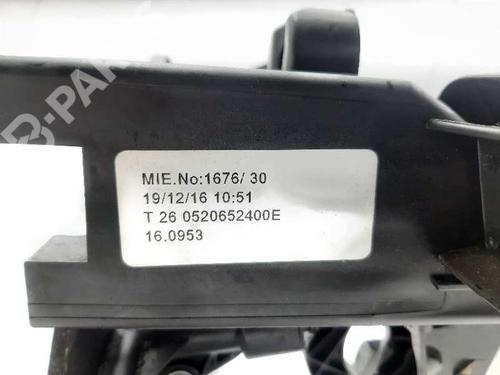 MIE.No:1676/ 30
19/12/16 10:51
T 26 0520652400E
16.0953
B-PAR